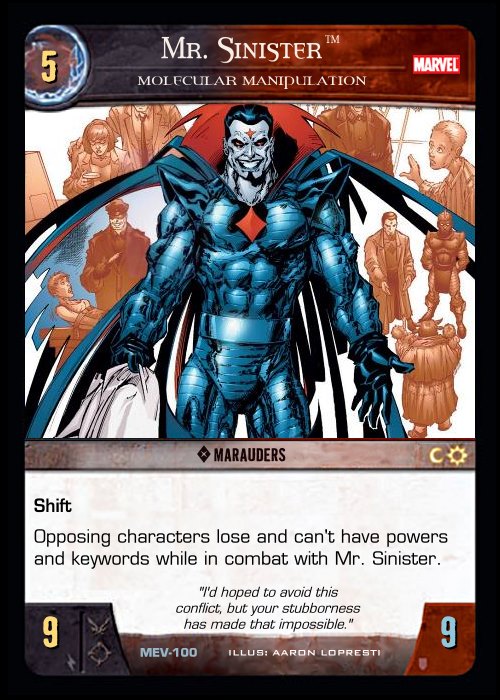 5
Mr. Sinister™
Molecular Manipulation
MARVEL
MARAUDERS
Shift
Opposing characters lose and can't have powers
and keywords while in combat with Mr. Sinister.
"I'd hoped to avoid this
conflict, but your stubborness
has made that impossible."
9
9
MEV-100 ILLUS: AARON LOPRESTI